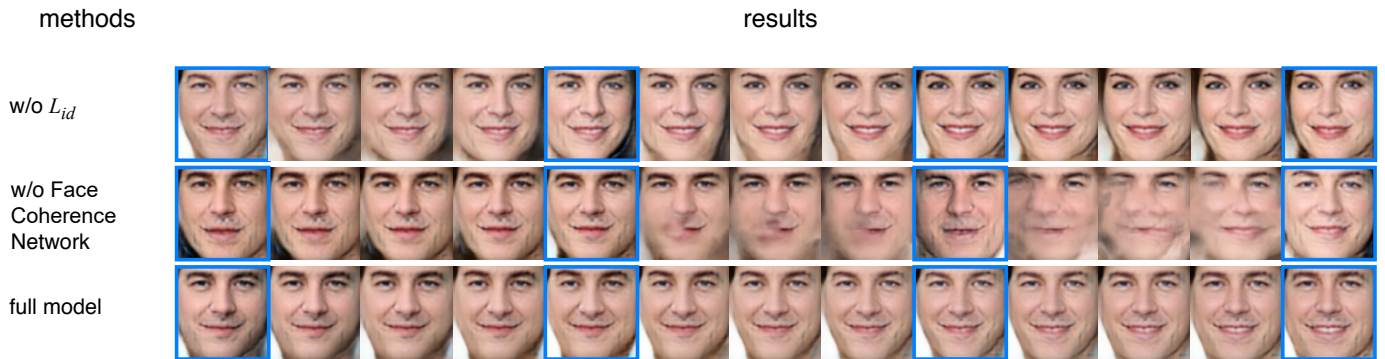 methods
results
w/o L_id
w/o Face
Coherence
Network
full model